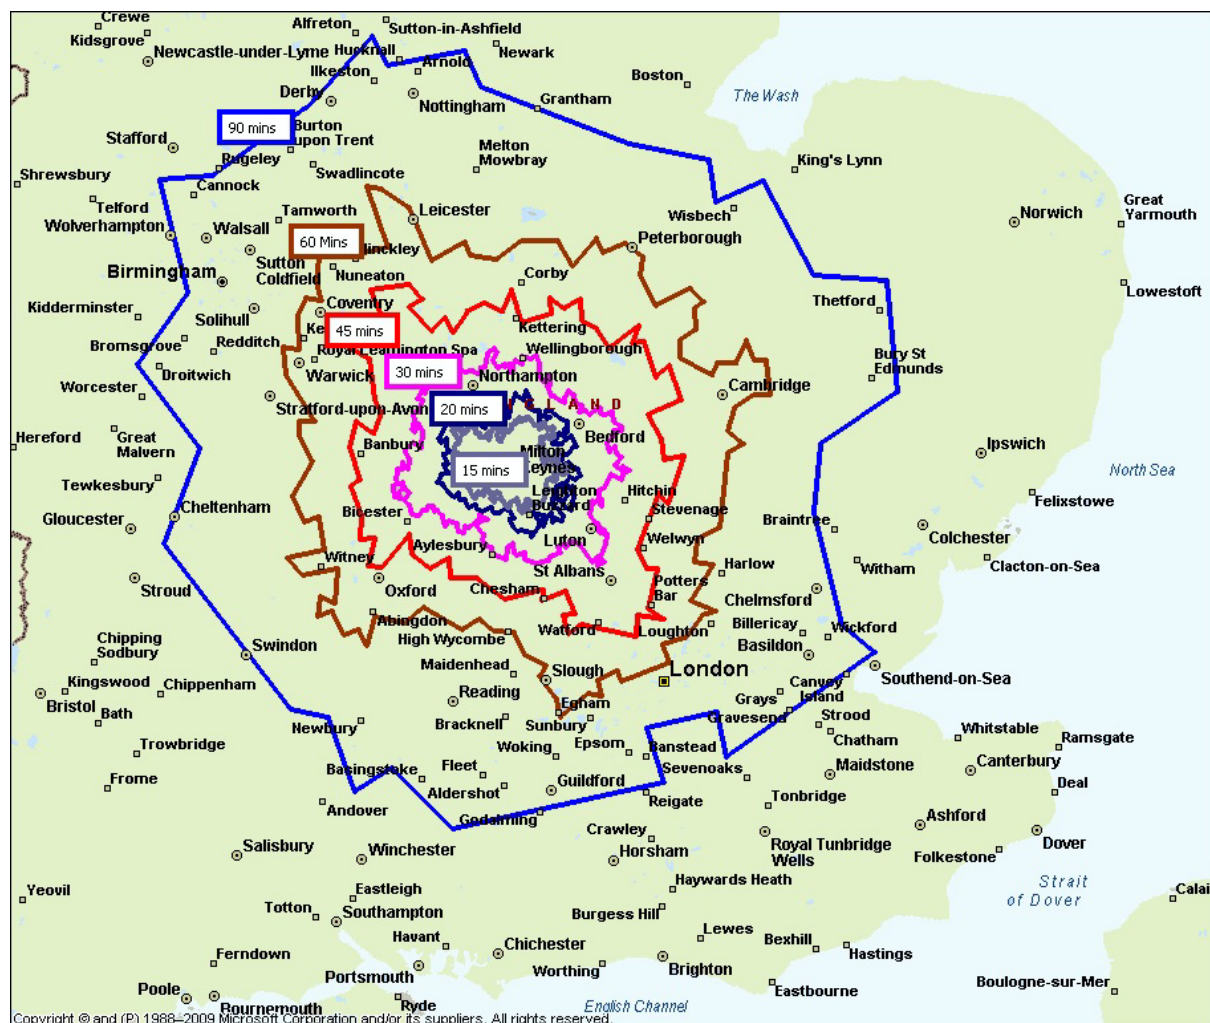 Crewe
Alfreton
Sutton-in-Ashfield
Kidsgrove
Newcastle-under-Lyme
Hucknall
Newark
Ilkeston
Arnold
Boston
The Wash
Derby
Nottingham
Grantham
90 mins
Burton
upon Trent
Stafford
Melton
Mowbray
King's Lynn
Rugeley
Swadlincote
Shrewsbury
Cannock
Telford
Tamworth
Leicester
Wisbech
Norwich
Great
Yarmouth
Wolverhampton
Walsall
60 Mins
Hinckley
Peterborough
Sutton
Coldfield
Nuneaton
Birmingham
Corby
Lowestoft
Kidderminster
Coventry
Thetford
Solihull
45 mins
Kettering
Bromsgrove
Redditch
Royal Leamington Spa
Wellingborough
Bury St
Edmunds
Droitwich
Warwick
30 mins
Northampton
Worcester
Cambridge
Stratford-upon-Avon
20 mins
L A N D
Hereford
Great
Malvern
Banbury
Bedford
Ipswich
Milton
Keynes
15 mins
North Sea
Tewkesbury
Leighton
Buzzard
Hitchin
Felixstowe
Gloucester
Cheltenham
Bicester
Stevenage
Braintree
Luton
Colchester
Aylesbury
Welwyn
Witney
Witham
Clacton-on-Sea
Stroud
Oxford
St Albans
Harlow
Chesham
Potters
Bar
Chelmsford
Abingdon
Watford
Loughton
Billericay
Wickford
Chipping
Sodbury
High Wycombe
Basildon
Swindon
Maidenhead
Slough
London
Southend-on-Sea
Kingswood
Chippenham
Reading
Canvey
Island
Bristol
Bath
Egham
Grays
Newbury
Bracknell
Sunbury
Gravesend
Strood
Whitstable
Ramsgate
Trowbridge
Woking
Epsom
Banstead
Chatham
Canterbury
Frome
Basingstoke
Fleet
Sevenoaks
Maidstone
Deal
Aldershot
Guildford
Reigate
Andover
Tonbridge
Godalming
Ashford
Crawley
Dover
Salisbury
Winchester
Horsham
Royal Tunbridge
Wells
Folkestone
Yeovil
Eastleigh
Haywards Heath
Strait
of Dover
Calai
Totton
Southampton
Burgess Hill
Ferndown
Havant
Chichester
Lewes
Bexhill
Hastings
Portsmouth
Worthing
Brighton
Poole
Bournemouth
Ryde
English Channel
Eastbourne
Boulogne-sur-Mer
Copyright © and (P) 1988–2009 Microsoft Corporation and/or its suppliers. All rights reserved.